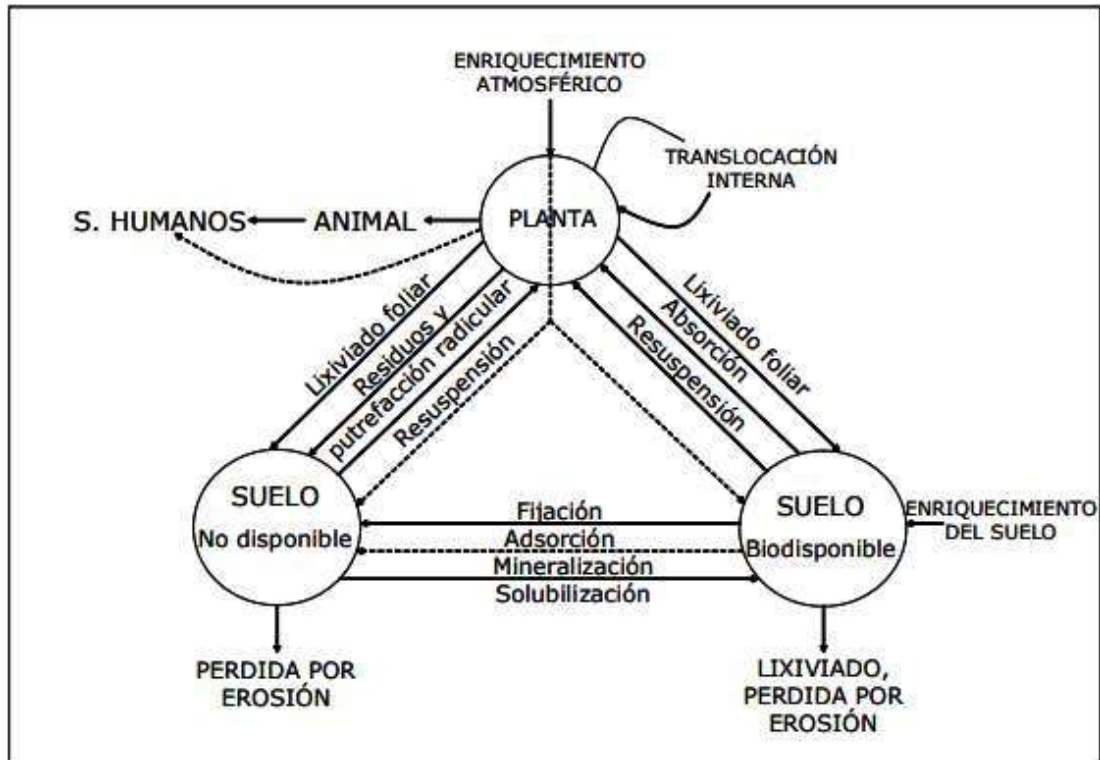 ENRIQUECIMIENTO
ATMOSFÉRICO
TRANSLOCACIÓN
INTERNA
S. HUMANOS
ANIMAL
PLANTA
Lixiviado foliar
Residuos y
putrefacción radicular
Resuspensión
Lixiviado foliar
Absorción
Resuspensión
SUELO
No disponible
Fijación
Adsorción
Mineralización
Solubilización
SUELO
Biodisponible
ENRIQUECIMIENTO
DEL SUELO
PERDIDA POR
EROSIÓN
LIXIVIADO,
PERDIDA POR
EROSIÓN